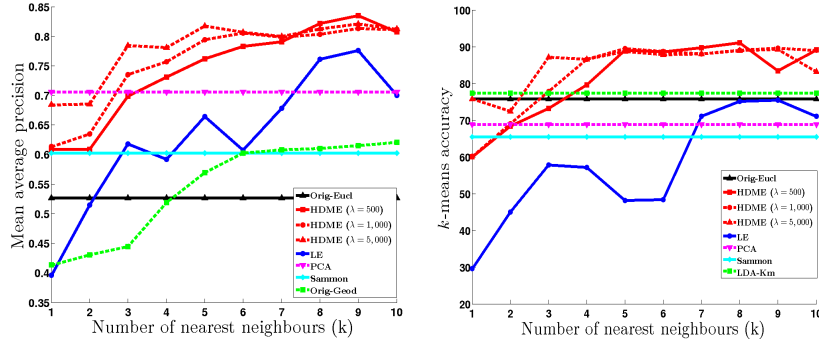 Mean average precision
0.85
0.8
0.75
0.7
0.65
0.6
0.55
0.5
0.45
0.4
0.35
1 2 3 4 5 6 7 8 9 10
Number of nearest neighbours (k)
Orig-Eucl
HDME (λ = 500)
HDME (λ = 1,000)
HDME (λ = 5,000)
LE
PCA
Sammon
Orig-Geod
k-means accuracy
100
90
80
70
60
50
40
30
20
1 2 3 4 5 6 7 8 9 10
Number of nearest neighbours (k)
Orig-Eucl
HDME (λ = 500)
HDME (λ = 1,000)
HDME (λ = 5,000)
LE
PCA
Sammon
LDA-Km